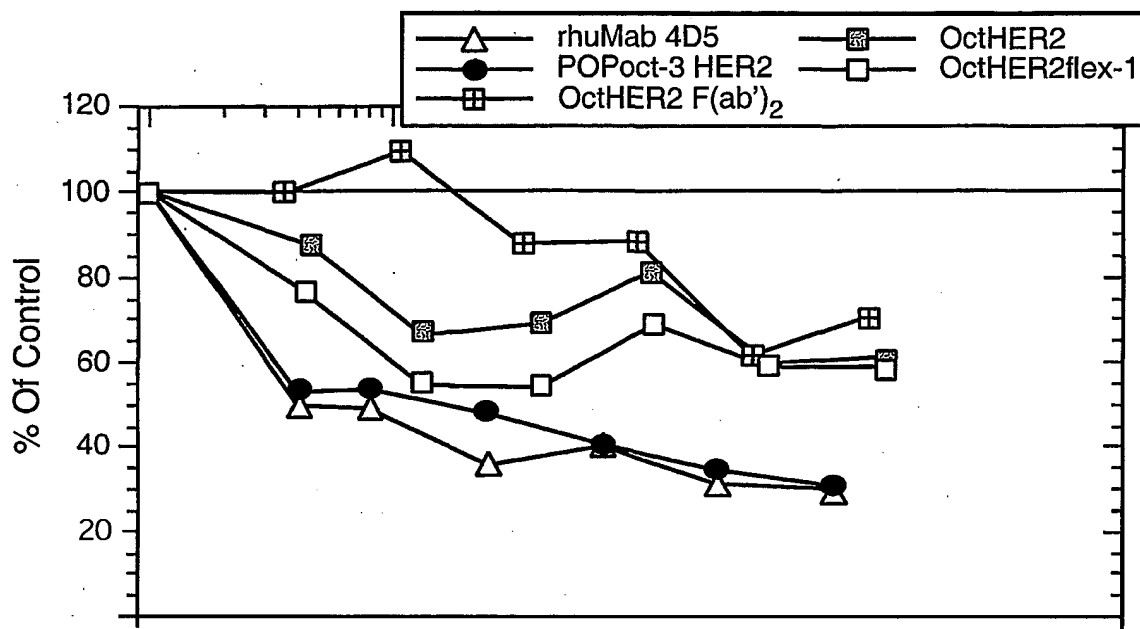 rhuMab 4D5
OctHER2
POPoct-3 HER2
OctHER2flex-1
OctHER2 F(ab')2
120
100
80
60
40
20
% Of Control